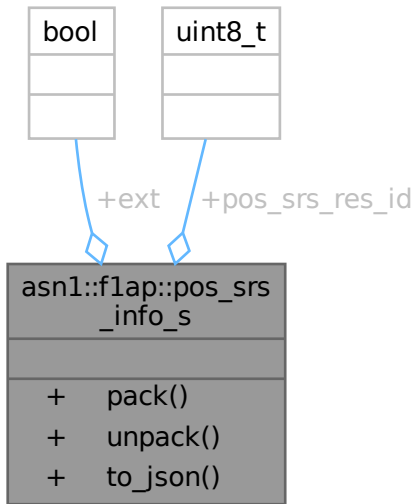 bool
uint8_t
+ext
+pos_srs_res_id
asn1::f1ap::pos_srs
_info_s
+ pack()
+ unpack()
+ to_json()